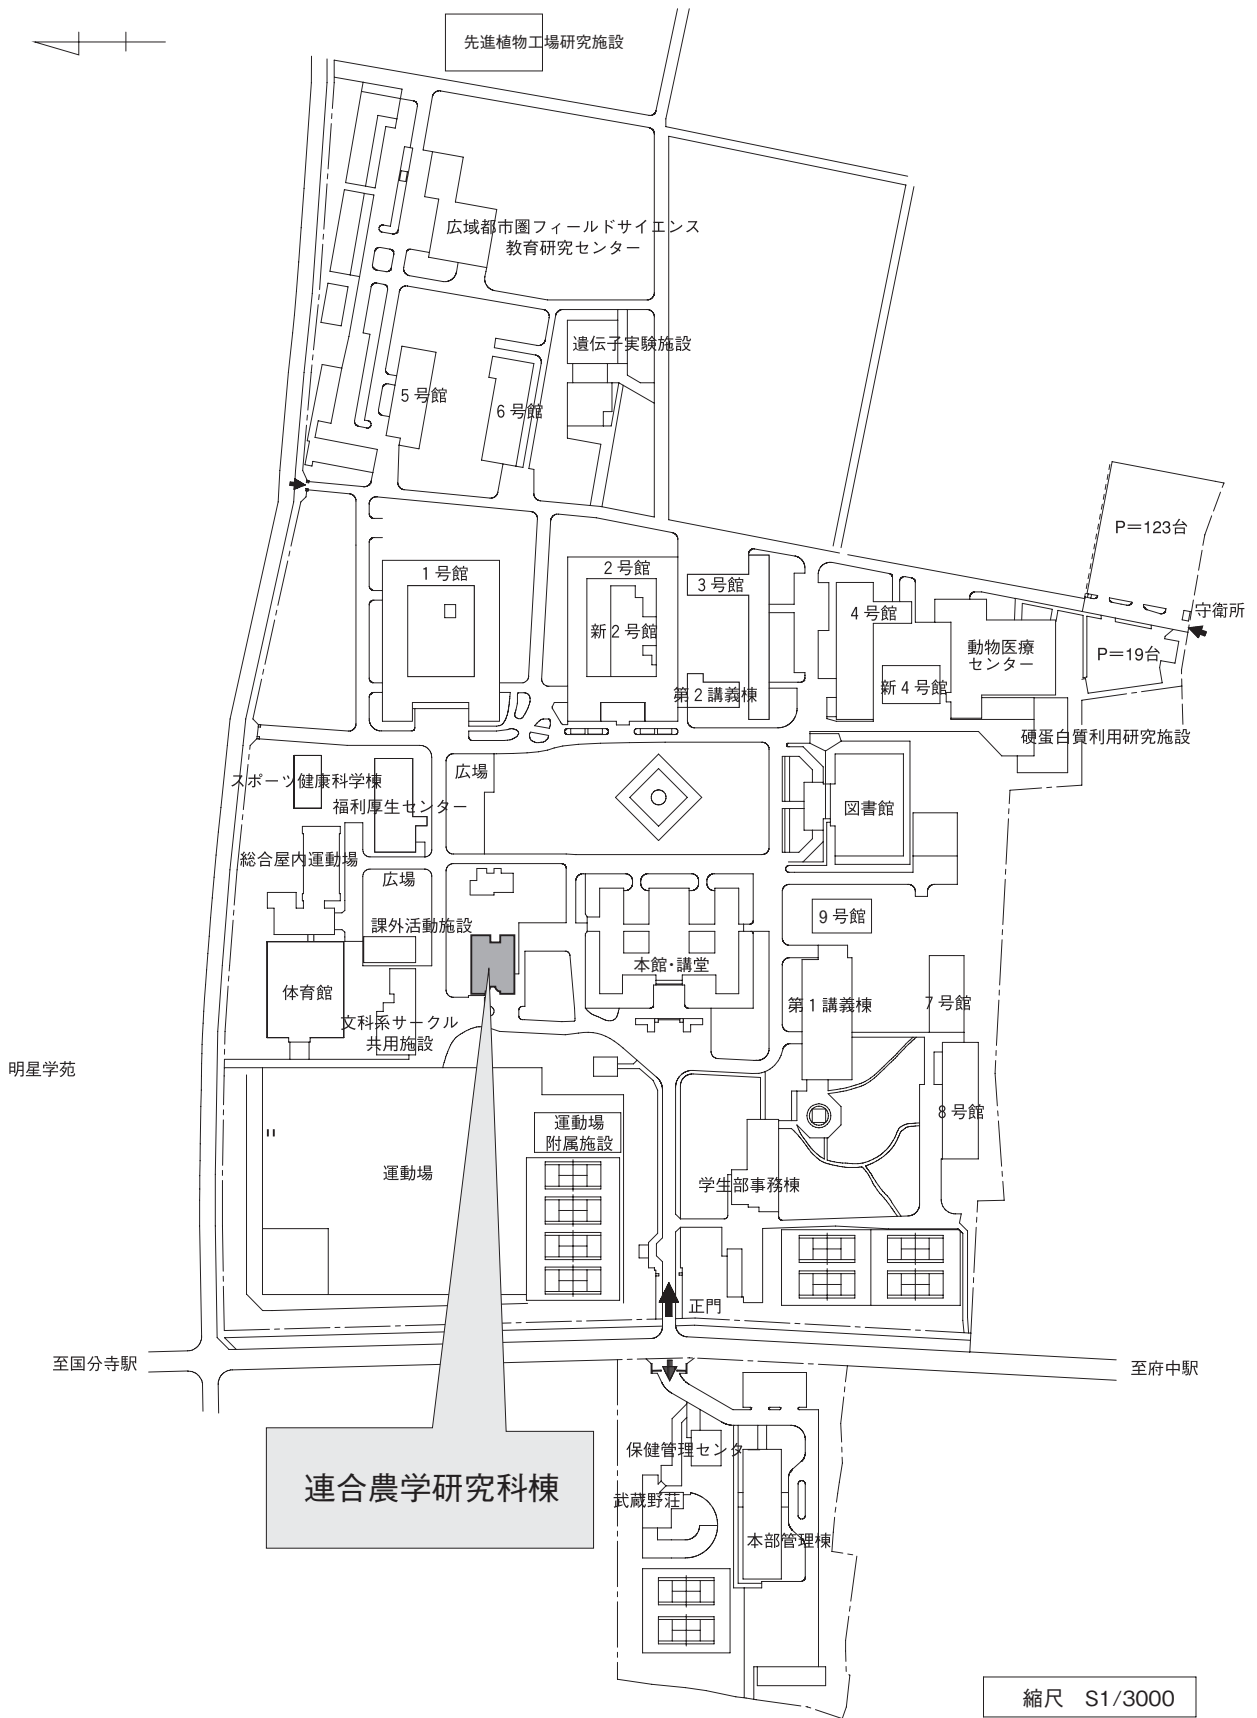 先進植物工場研究施設
広域都市圏フィールドサイエンス
教育研究センター
遺伝子実験施設
5号館
6号館
P=123台
1号館
2号館
3号館
4号館
守衛所
新2号館
動物医療
センター
P=19台
第2講義棟
新4号館
硬蛋白質利用研究施設
スポーツ健康科学棟
広場
福利厚生センター
図書館
総合屋内運動場
広場
9号館
課外活動施設
本館・講堂
体育館
第1講義棟
7号館
文科系サークル
共用施設
明星学苑
8号館
運動場
附属施設
運動場
学生部事務棟
正門
至国分寺駅
至府中駅
保健管理センタ
連合農学研究科棟
武蔵野荘
本部管理棟
縮尺 S1/3000